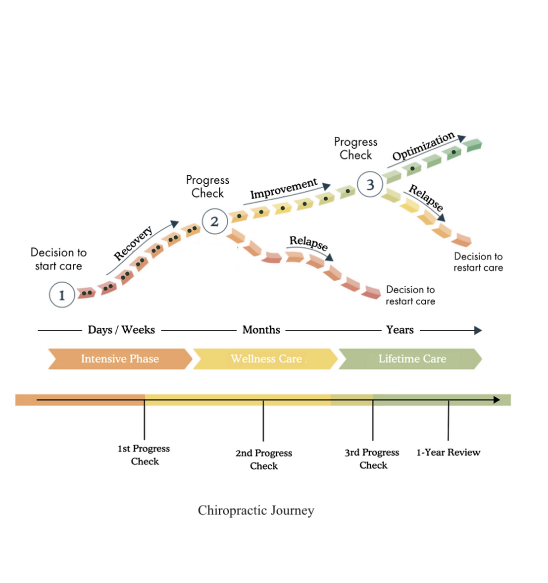 Progress
Check
Optimization
3
Progress
Check
Improvement
Relapse
2
Recovery
Relapse
Decision to
start care
Decision to
restart care
1
Decision to
restart care
Days / Weeks
Months
Years
Intensive Phase
Wellness Care
Lifetime Care
1st Progress
Check
2nd Progress
Check
3rd Progress
Check
1-Year Review
Chiropractic Journey